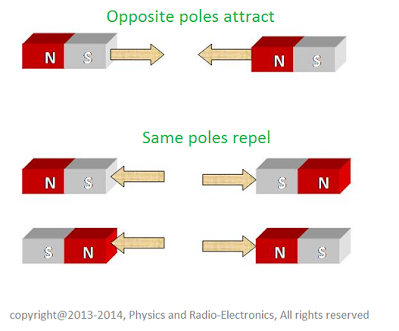 Opposite poles attract
N S N S
Same poles repel
N S S N
S N N S
copyright@2013-2014, Physics and Radio-Electronics, All rights reserved